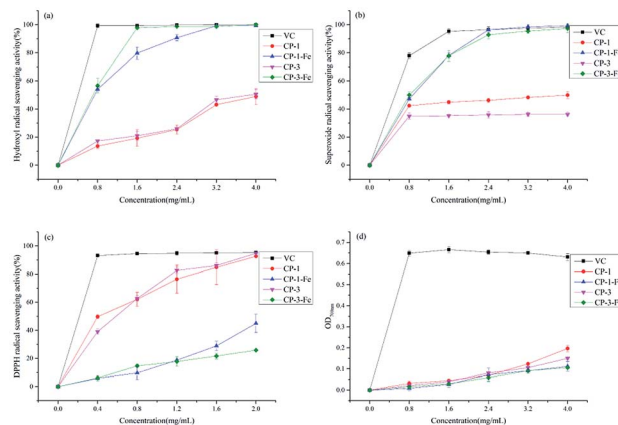 (a)
Hydroxyl radical scavenging activity(%)
100
80
60
40
20
0
VC
CP-1
CP-1-Fe
CP-3
CP-3-Fe
0.0 0.8 1.6 2.4 3.2 4.0
Concentration(mg/mL)
(b)
Superoxide radical scavenging activity(%)
120
100
80
60
40
20
0
VC
CP-1
CP-1-F
CP-3
CP-3-F
0.0 0.8 1.6 2.4 3.2 4.0
Concentration(mg/mL)
(c)
DPPH radical scavenging activity(%)
100
80
60
40
20
0
VC
CP-1
CP-1-Fe
CP-3
CP-3-Fe
0.0 0.4 0.8 1.2 1.6 2.0
Concentration(mg/mL)
(d)
0.7
0.6
0.5
0.4
0.3
0.2
0.1
0.0
VC
CP-1
CP-1-F
CP-3
CP-3-F
0.0 0.8 1.6 2.4 3.2 4.0
Concentration(mg/mL)